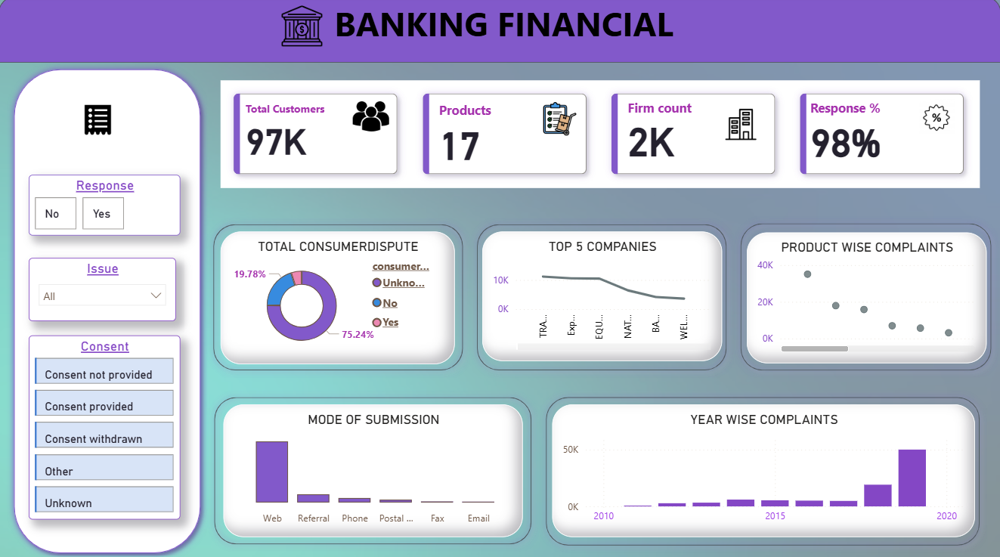 BANKING FINANCIAL
Total Customers
97K
Products
17
Firm count
2K
Response %
98%
%
Response
No
Yes
Issue
All
Consent
Consent not provided
Consent provided
Consent withdrawn
Other
Unknown
TOTAL CONSUMERDISPUTE
19.78%
75.24%
consumer...
Unkno...
No
Yes
TOP 5 COMPANIES
10K
0K
TRA...
Exp...
EQU...
NAT...
BA...
WEL...
PRODUCT WISE COMPLAINTS
40K
20K
0K
MODE OF SUBMISSION
Web
Referral
Phone
Postal ...
Fax
Email
YEAR WISE COMPLAINTS
50K
0K
2010
2015
2020